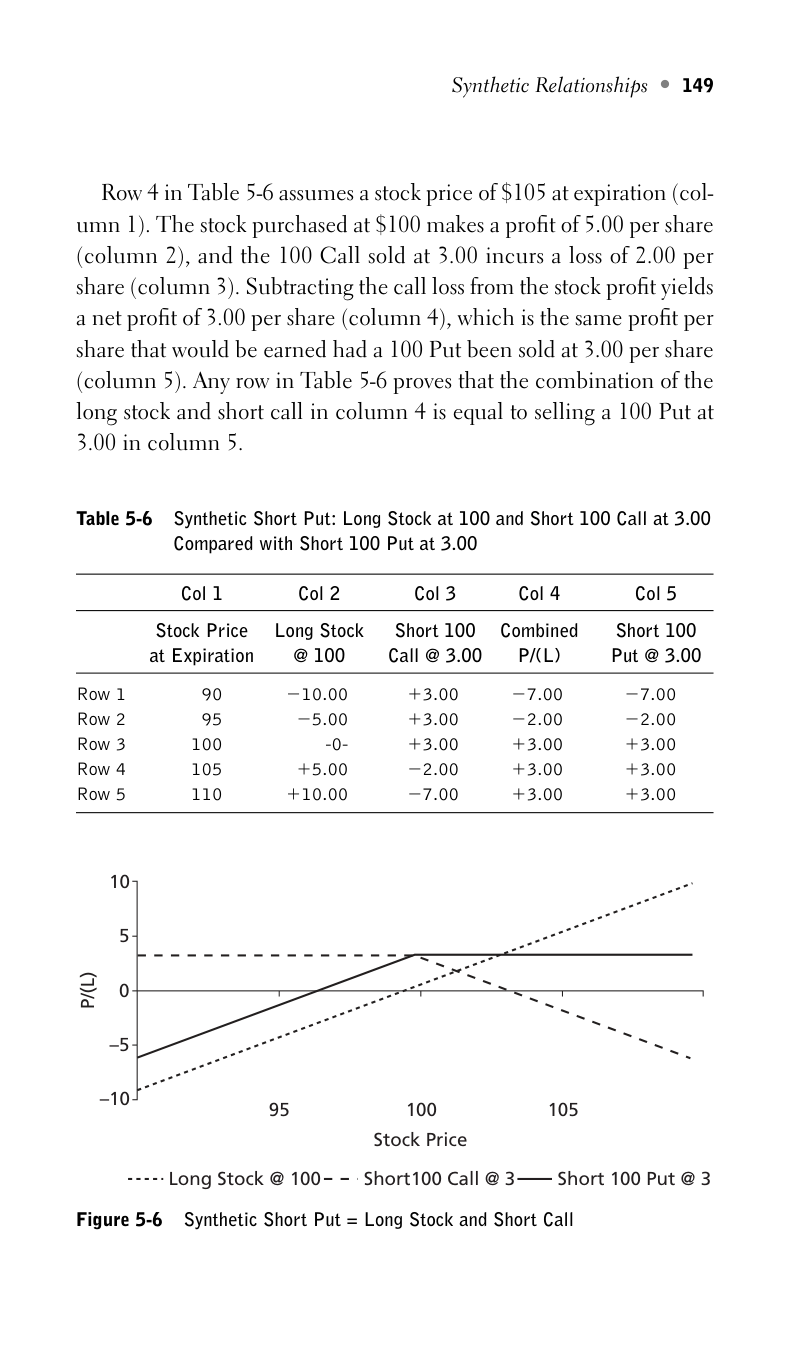 Synthetic Relationships • 149
Row 4 in Table 5-6 assumes a stock price of $105 at expiration (col-
umn 1). The stock purchased at $100 makes a profit of 5.00 per share
(column 2), and the 100 Call sold at 3.00 incurs a loss of 2.00 per
share (column 3). Subtracting the call loss from the stock profit yields
a net profit of 3.00 per share (column 4), which is the same profit per
share that would be earned had a 100 Put been sold at 3.00 per share
(column 5). Any row in Table 5-6 proves that the combination of the
long stock and short call in column 4 is equal to selling a 100 Put at
3.00 in column 5.
Table 5-6 Synthetic Short Put: Long Stock at 100 and Short 100 Call at 3.00
Compared with Short 100 Put at 3.00
Col 1 Col 2 Col 3 Col 4 Col 5
Stock Price Long Stock Short 100 Combined Short 100
at Expiration @ 100 Call @ 3.00 P/(L) Put @ 3.00
Row 1 90 −10.00 +3.00 −7.00 −7.00
Row 2 95 −5.00 +3.00 −2.00 −2.00
Row 3 100 -0- +3.00 +3.00 +3.00
Row 4 105 +5.00 −2.00 +3.00 +3.00
Row 5 110 +10.00 −7.00 +3.00 +3.00
10
5
0
–5
–10
P/(L)
95 100 105
Stock Price
Long Stock @ 100 Short100 Call @ 3 Short 100 Put @ 3
Figure 5-6 Synthetic Short Put = Long Stock and Short Call